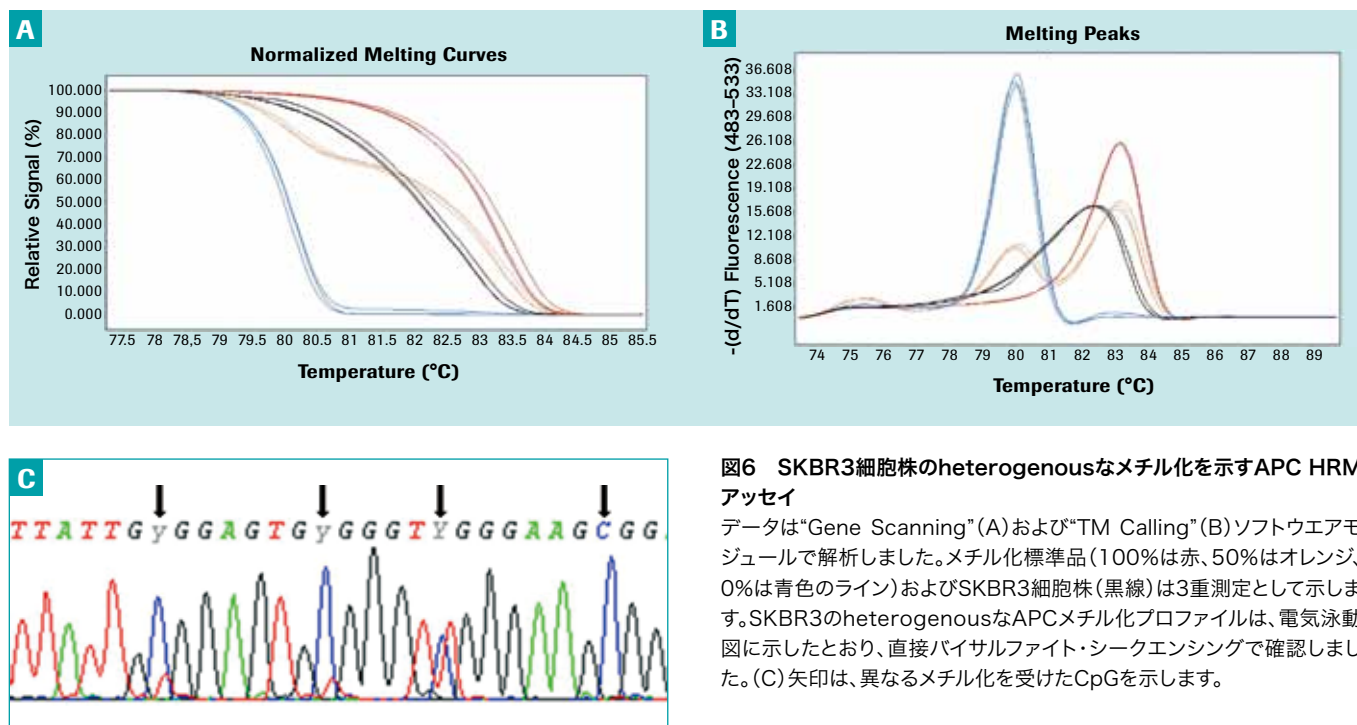 A
Normalized Melting Curves
Relative Signal (%)
100.000
90.000
80.000
70.000
60.000
50.000
40.000
30.000
20.000
10.000
0.000
77.5 78 78.5 79 79.5 80 80.5 81 81.5 82 82.5 83 83.5 84 84.5 85 85.5
Temperature (°C)
B
Melting Peaks
-(d/dT) Fluorescence (483–533)
36.608
33.108
29.608
26.108
22.608
19.108
15.608
12.108
8.608
5.108
1.608
74 75 76 77 78 79 80 81 82 83 84 85 86 87 88 89
Temperature (°C)
C
T T A T T G y G G A G T G y G G G T Y G G G A A G C G G
図6 SKBR3細胞株のheterogenousなメチル化を示すAPC HRM
アッセイ
データは“Gene Scanning”(A)および“TM Calling”(B)ソフトウエアモ
ジュールで解析しました。メチル化標準品(100%は赤、50%はオレンジ、
0%は青色のライン)およびSKBR3細胞株(黒線)は3重測定として示しま
す。SKBR3のheterogenousなAPCメチル化プロファイルは、電気泳動
図に示したとおり、直接バイサルファイト・シークエンシングで確認しまし
た。(C)矢印は、異なるメチル化を受けたCpGを示します。